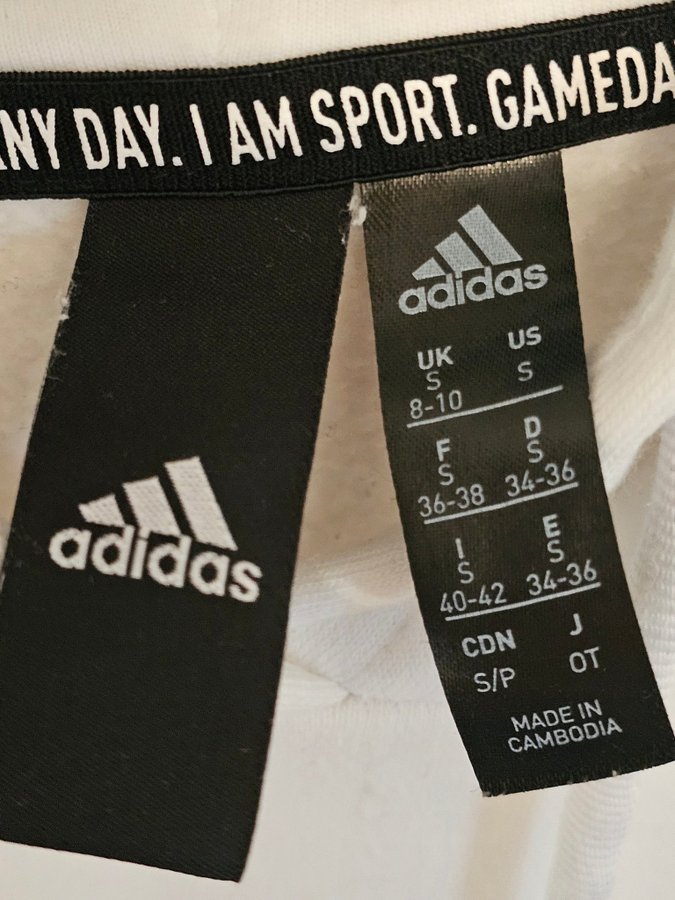 ANY DAY. I AM SPORT. GAMEDA
adidas
adidas
UK US
S S
8-10
F D
S S
36-38 34-36
I E
S S
40-42 34-36
CDN J
S/P OT
MADE IN
CAMBODIA